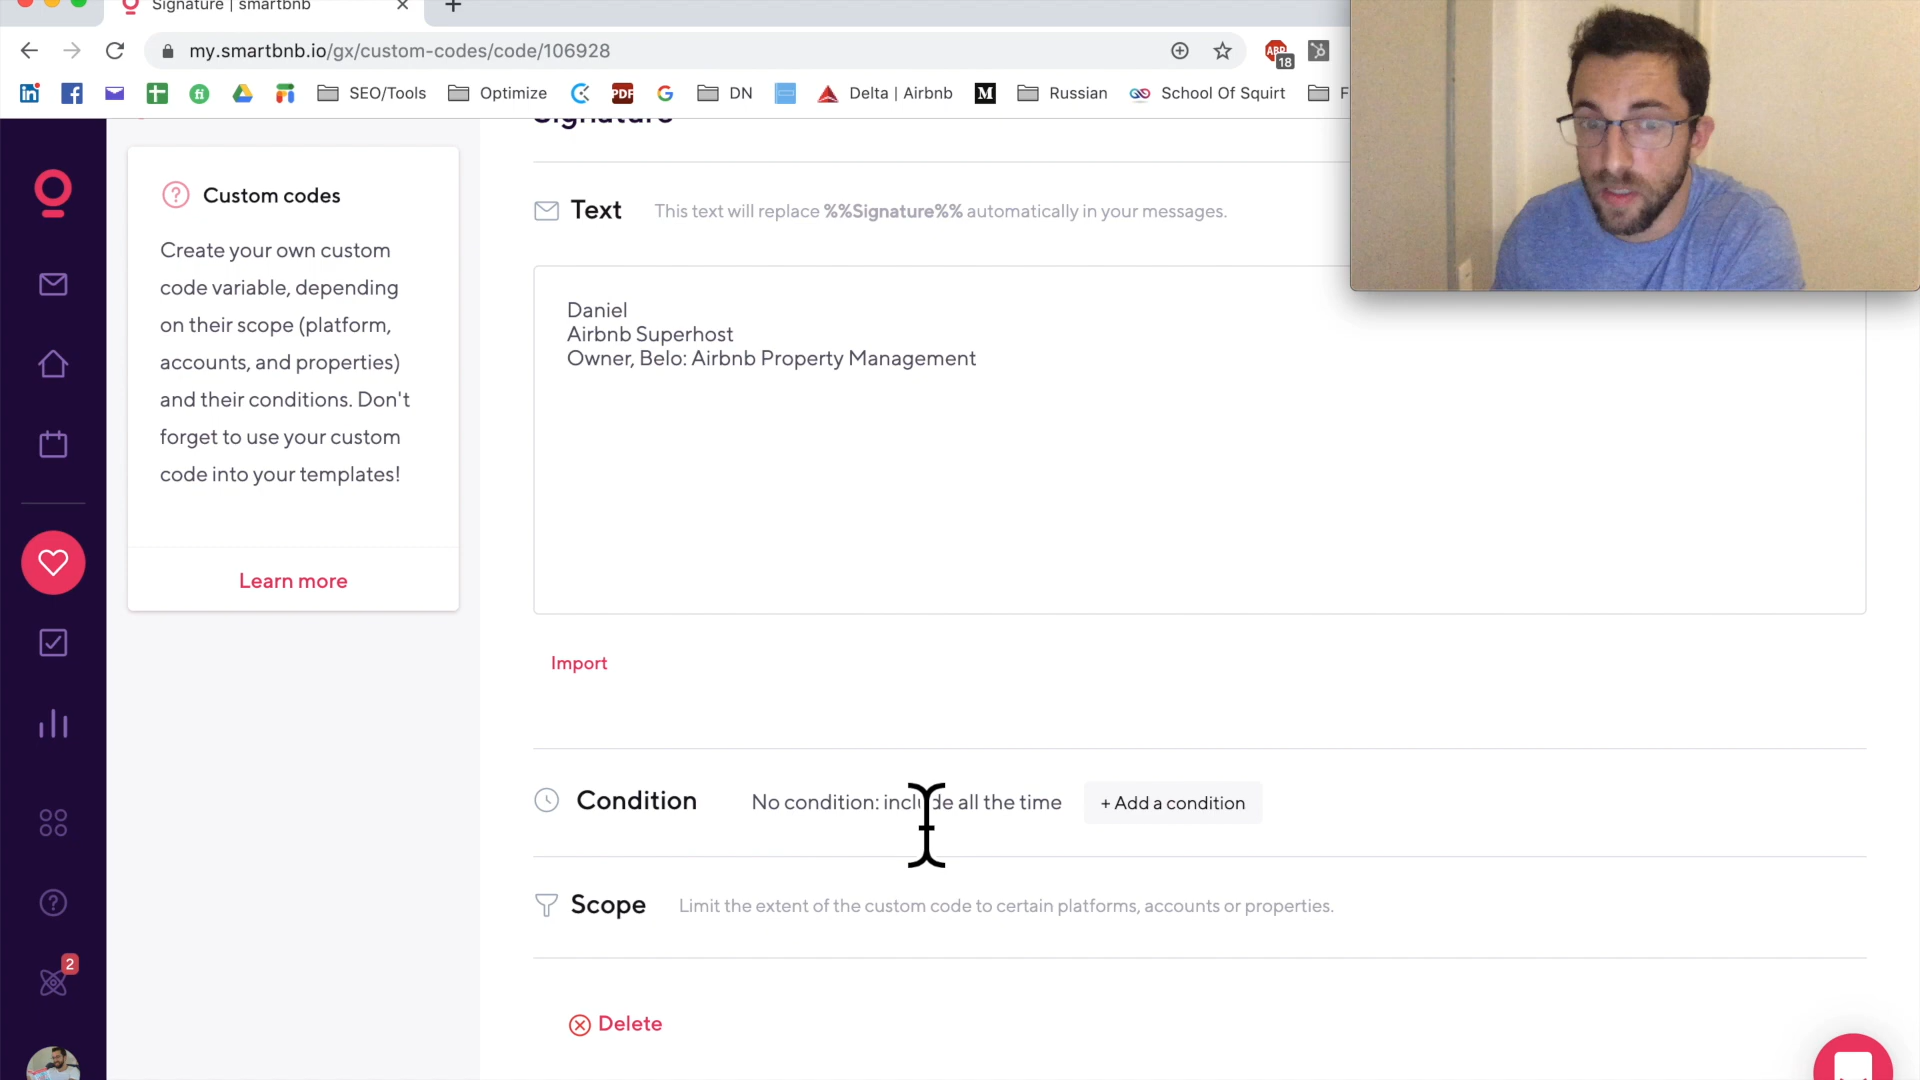 Signature | smartbnb
my.smartbnb.io/gx/custom-codes/code/106928
ABP
18
SEO/Tools
Optimize
PDF
DN
Delta | Airbnb
M
Russian
School Of Squirt
F
Signature
Custom codes
Create your own custom
code variable, depending
on their scope (platform,
accounts, and properties)
and their conditions. Don't
forget to use your custom
code into your templates!
Learn more
Text
This text will replace %%Signature%% automatically in your messages.
Daniel
Airbnb Superhost
Owner, Belo: Airbnb Property Management
Import
Condition
No condition: include all the time
+ Add a condition
Scope
Limit the extent of the custom code to certain platforms, accounts or properties.
Delete
2